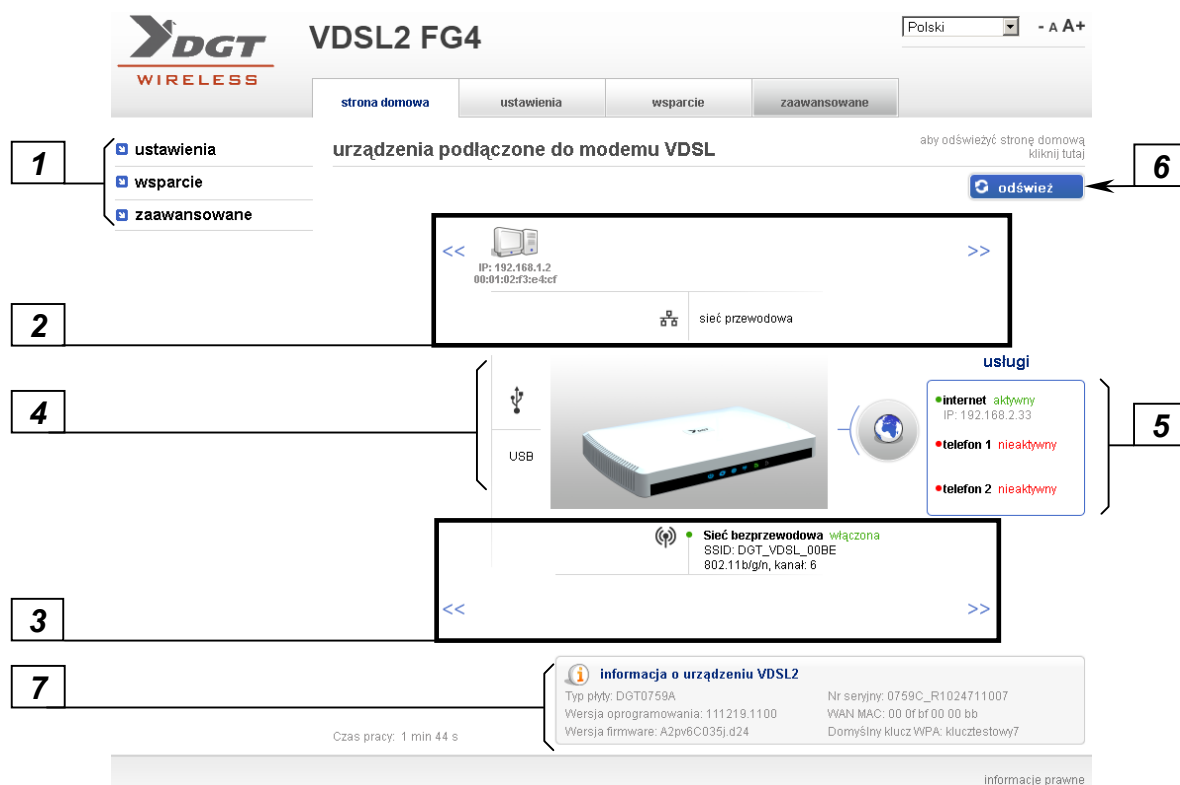 DGT
WIRELESS
VDSL2 FG4
Polski
- A A+
strona domowa
ustawienia
wsparcie
zaawansowane
1
ustawienia
wsparcie
zaawansowane
urządzenia podłączone do modemu VDSL
aby odświeżyć stronę domową
kliknij tutaj
odśwież
6
<<
>>
IP: 192.168.1.2
00:01:02:f3:e4:cf
sieć przewodowa
2
4
USB
DGT
usługi
internet aktywny
IP: 192.168.2.33
telefon 1 nieaktywny
telefon 2 nieaktywny
5
Sieć bezprzewodowa włączona
SSID: DGT_VDSL_00BE
802.11b/g/n, kanał: 6
<<
>>
3
7
informacja o urządzeniu VDSL2
Typ płyty: DGT0759A
Nr seryjny: 0759C_R1024711007
Wersja oprogramowania: 111219.1100
WAN MAC: 00 0f bf 00 00 bb
Wersja firmware: A2pv6C035j.d24
Domyślny klucz WPA: klucztestowy7
Czas pracy: 1 min 44 s
informacje prawne